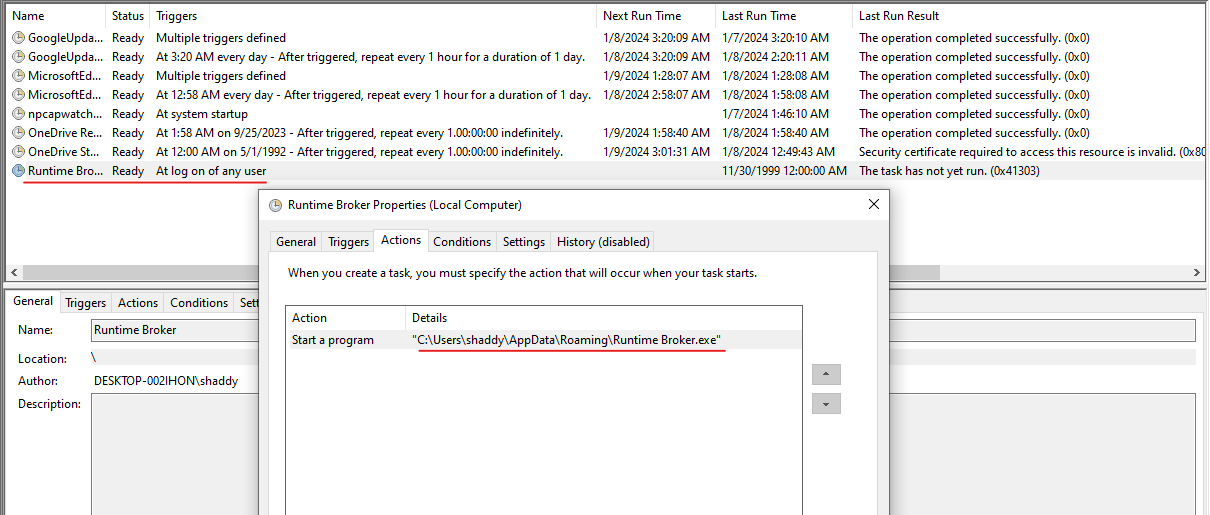 Name Status Triggers Next Run Time Last Run Time Last Run Result
GoogleUpda... Ready Multiple triggers defined 1/8/2024 3:20:09 AM 1/7/2024 3:20:10 AM The operation completed successfully. (0x0)
GoogleUpda... Ready At 3:20 AM every day - After triggered, repeat every 1 hour for a duration of 1 day. 1/8/2024 3:20:09 AM 1/8/2024 2:20:11 AM The operation completed successfully. (0x0)
MicrosoftEd... Ready Multiple triggers defined 1/9/2024 1:28:07 AM 1/8/2024 1:28:08 AM The operation completed successfully. (0x0)
MicrosoftEd... Ready At 12:58 AM every day - After triggered, repeat every 1 hour for a duration of 1 day. 1/8/2024 2:58:07 AM 1/8/2024 1:58:08 AM The operation completed successfully. (0x0)
npcapwatch... Ready At system startup 1/7/2024 1:46:10 AM The operation completed successfully. (0x0)
OneDrive Re... Ready At 1:58 AM on 9/25/2023 - After triggered, repeat every 1.00:00:00 indefinitely. 1/9/2024 1:58:40 AM 1/8/2024 1:58:40 AM The operation completed successfully. (0x0)
OneDrive St... Ready At 12:00 AM on 5/1/1992 - After triggered, repeat every 1.00:00:00 indefinitely. 1/9/2024 3:01:31 AM 1/8/2024 12:49:43 AM Security certificate required to access this resource is invalid. (0x80
Runtime Bro... Ready At log on of any user 11/30/1999 12:00:00 AM The task has not yet run. (0x41303)
Runtime Broker Properties (Local Computer)
General Triggers Actions Conditions Settings History (disabled)
When you create a task, you must specify the action that will occur when your task starts.
Action Details
Start a program "C:\Users\shaddy\AppData\Roaming\Runtime Broker.exe"
General Triggers Actions Conditions Sett
Name: Runtime Broker
Location: \
Author: DESKTOP-002IHON\shaddy
Description: